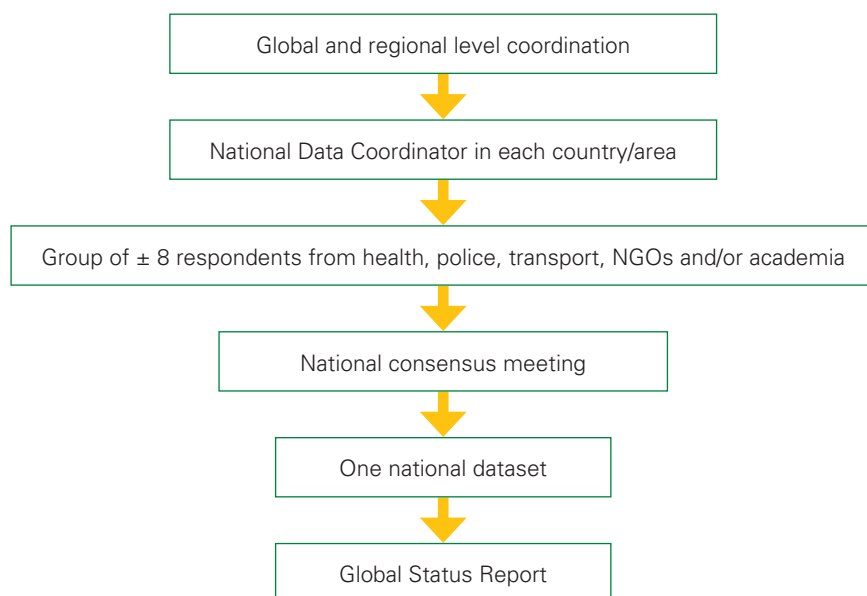 Global and regional level coordination
National Data Coordinator in each country/area
Group of ± 8 respondents from health, police, transport, NGOs and/or academia
National consensus meeting
One national dataset
Global Status Report